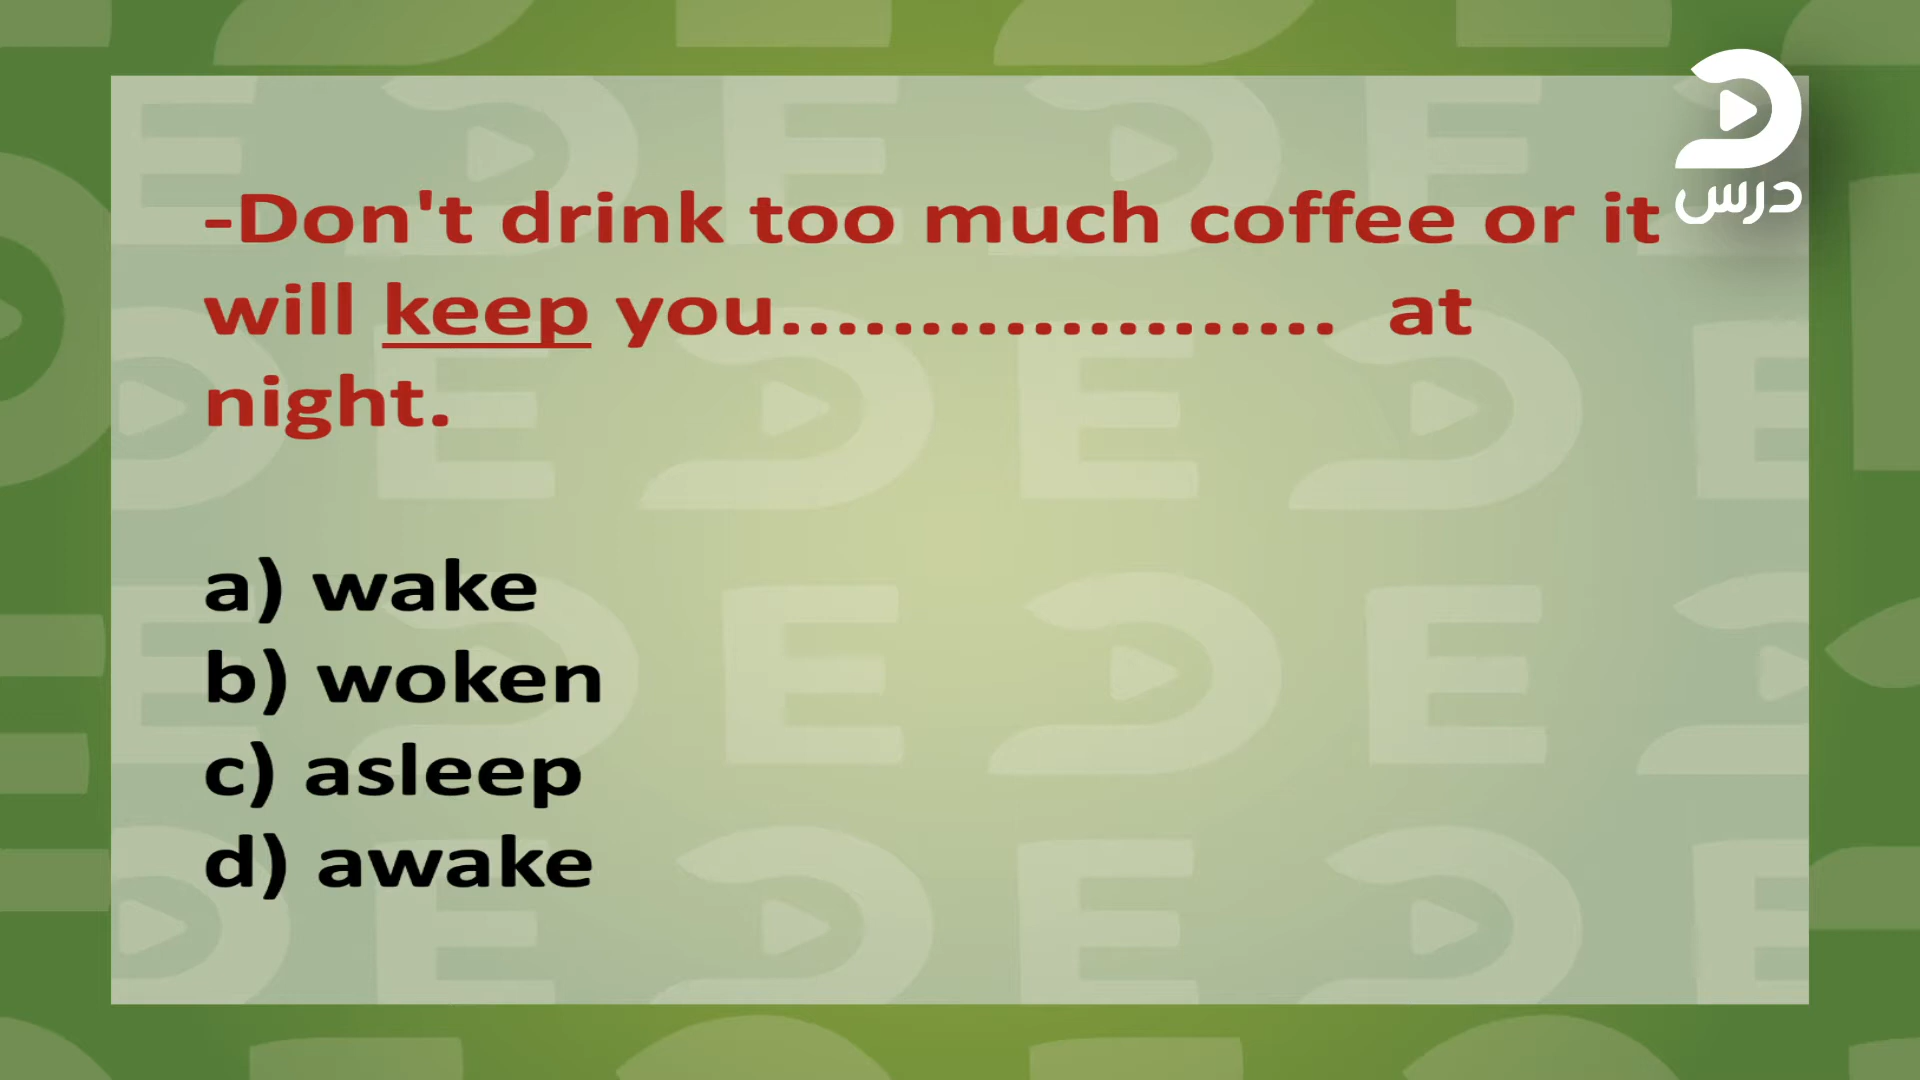 درس
-Don't drink too much coffee or it
will keep you.................... at
night.
a) wake
b) woken
c) asleep
d) awake